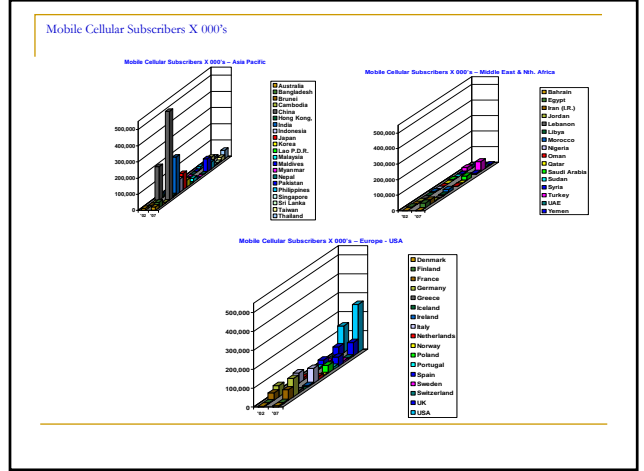 Mobile Cellular Subscribers X 000's
Mobile Cellular Subscribers X 000's – Asia Pacific
500,000
400,000
300,000
200,000
100,000
0
'02 '07
Australia
Bangladesh
Brunei
Cambodia
China
Hong Kong,
India
Indonesia
Japan
Korea
Lao P.D.R.
Malaysia
Maldives
Myanmar
Nepal
Pakistan
Philippines
Singapore
Sri Lanka
Taiwan
Thailand
Mobile Cellular Subscribers X 000's – Middle East & Nth. Africa
500,000
400,000
300,000
200,000
100,000
0
'02 '07
Bahrain
Egypt
Iran (I.R.)
Jordan
Lebanon
Libya
Morocco
Nigeria
Oman
Qatar
Saudi Arabia
Sudan
Syria
Turkey
UAE
Yemen
Mobile Cellular Subscribers X 000's – Europe - USA
500,000
400,000
300,000
200,000
100,000
0
'02 '07
Denmark
Finland
France
Germany
Greece
Iceland
Ireland
Italy
Netherlands
Norway
Poland
Portugal
Spain
Sweden
Switzerland
UK
USA